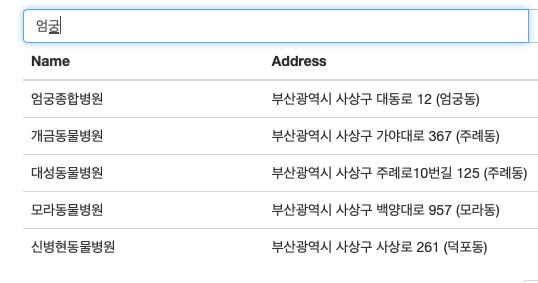 엄궁
Name Address
엄궁종합병원 부산광역시 사상구 대동로 12 (엄궁동)
개금동물병원 부산광역시 사상구 가야대로 367 (주례동)
대성동물병원 부산광역시 사상구 주례로10번길 125 (주례동)
모라동물병원 부산광역시 사상구 백양대로 957 (모라동)
신병현동물병원 부산광역시 사상구 사상로 261 (덕포동)